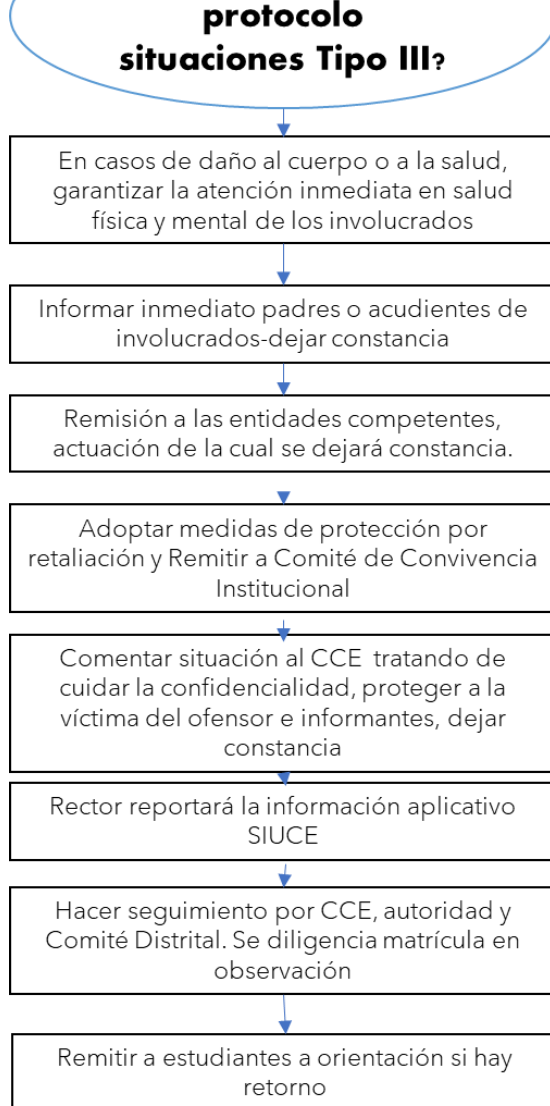 protocolo
situaciones Tipo III?
En casos de daño al cuerpo o a la salud,
garantizar la atención inmediata en salud
física y mental de los involucrados
Informar inmediato padres o acudientes de
involucrados-dejar constancia
Remisión a las entidades competentes,
actuación de la cual se dejará constancia.
Adoptar medidas de protección por
retaliación y Remitir a Comité de Convivencia
Institucional
Comentar situación al CCE tratando de
cuidar la confidencialidad, proteger a la
víctima del ofensor e informantes, dejar
constancia
Rector reportará la información aplicativo
SIUCE
Hacer seguimiento por CCE, autoridad y
Comité Distrital. Se diligencia matrícula en
observación
Remitir a estudiantes a orientación si hay
retorno